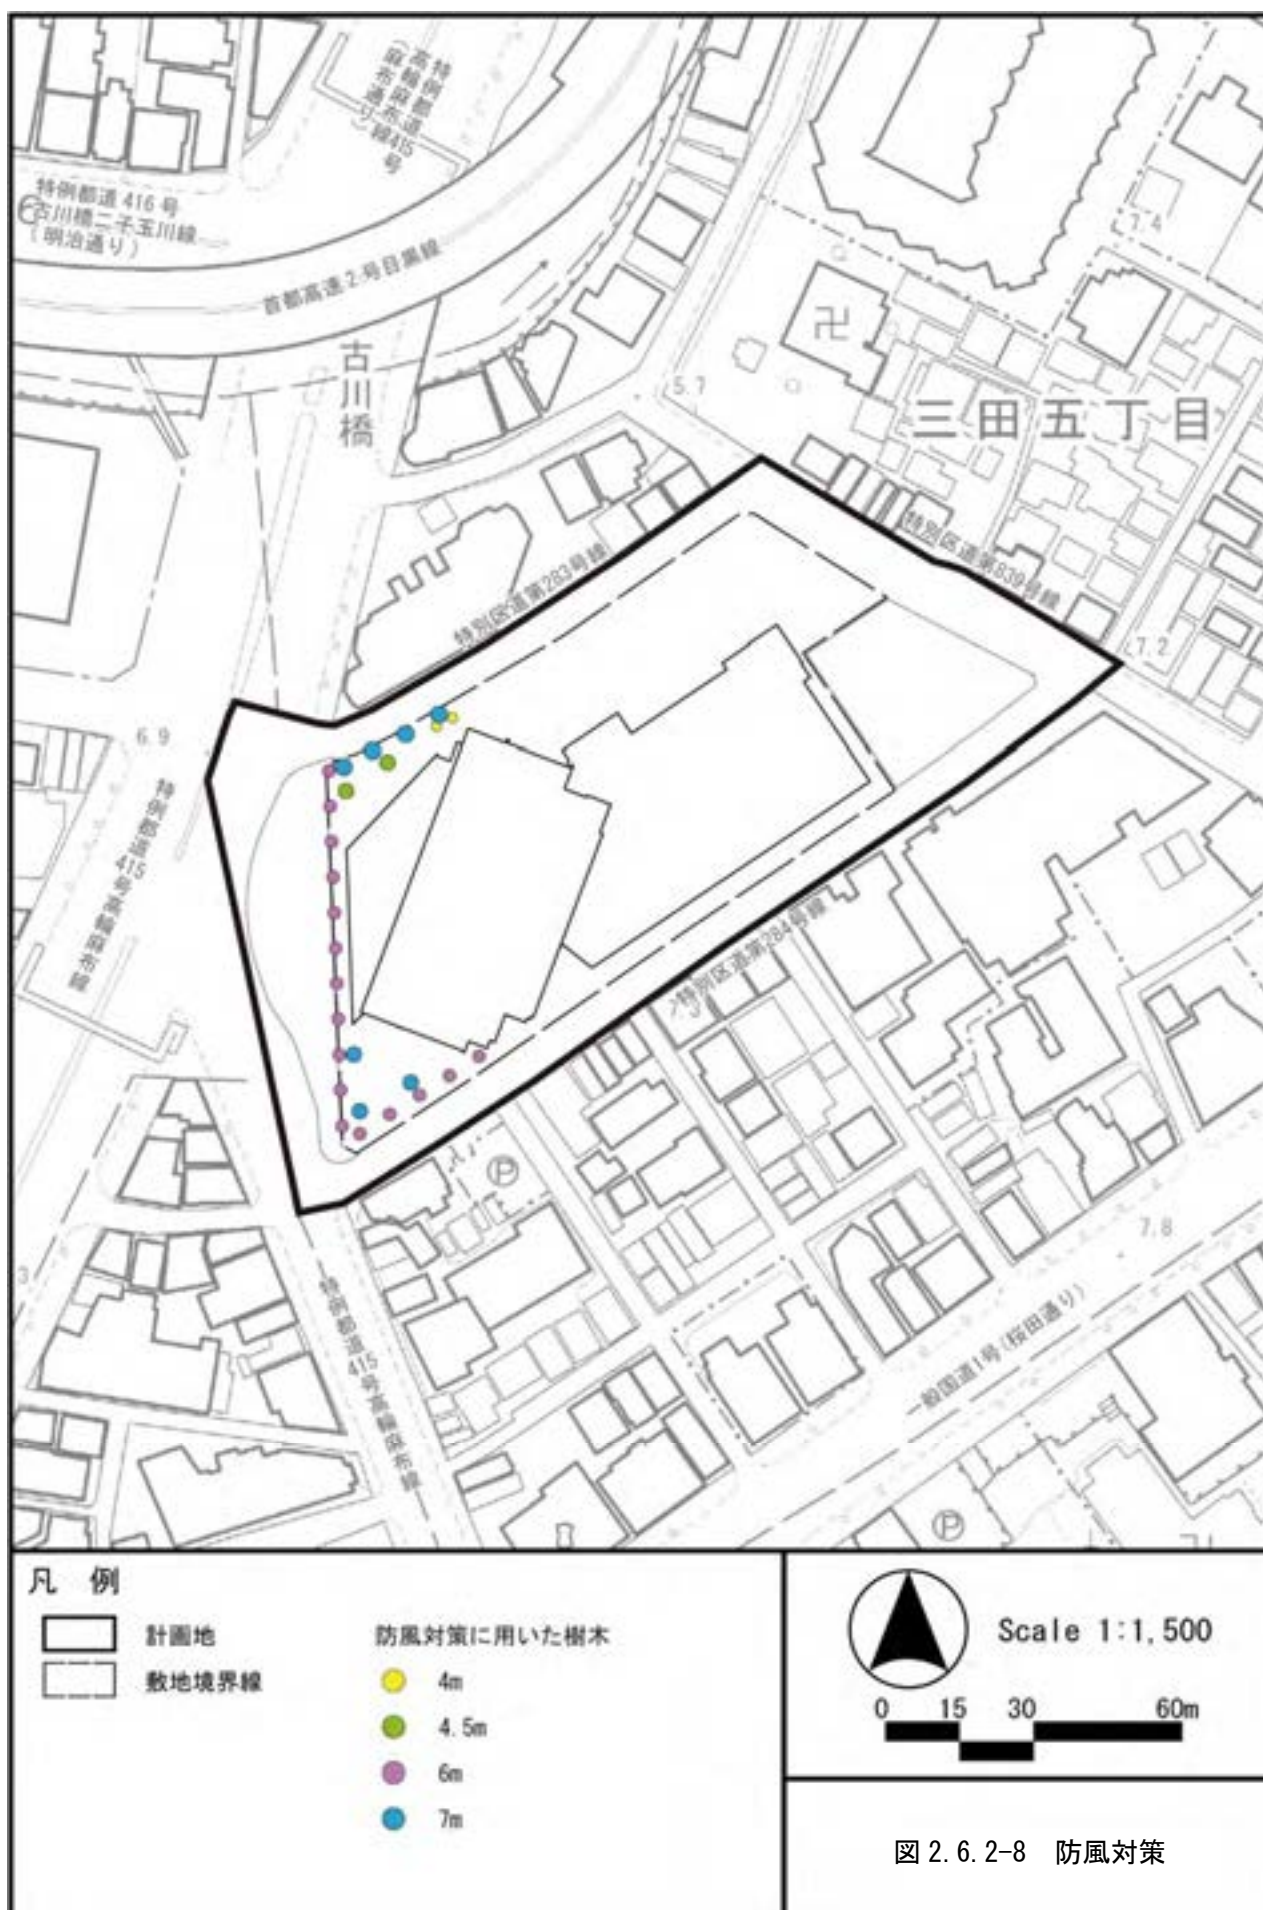 特例都道415号
高輪麻布線
(麻布通り)
特例都道416号
古川橋二子玉川線
(明治通り)
首都高速2号目黒線
古川橋
7.4
卍
5.7
三田五丁目
特別区道第839号線
特別区道第283号線
7.2
6.9
特例都道415号高輪麻布線
特別区道第284号線
P
7.8
3
特例都道415号高輪麻布線
一般国道1号(桜田通り)
P
凡 例
計画地
敷地境界線
防風対策に用いた樹木
4m
4.5m
6m
7m
Scale 1:1,500
0 15 30 60m
図 2.6.2-8 防風対策